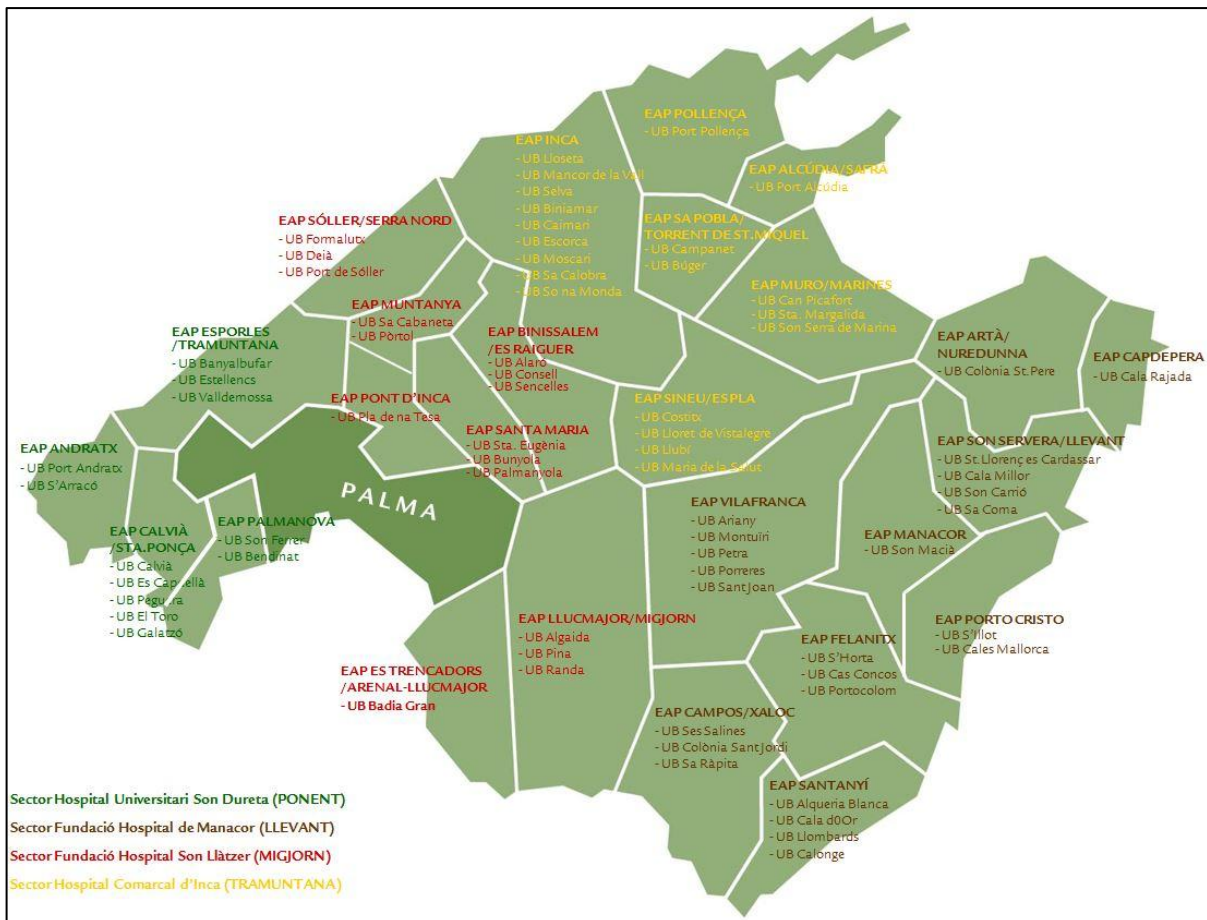 EAP POLLENÇA
- UB Port Pollença
EAP INCA
- UB Lloseta
- UB Mancor de la Vall
- UB Selva
- UB Biniamar
- UB Caimari
- UB Escorca
- UB Moscari
- UB Sa Calobra
- UB So na Monda
EAP ALCÚDIA/SAFRÁ
- UB Port Alcúdia
EAP SÓLLER/SERRA NORD
- UB Formalutx
- UB Deià
- UB Port de Sóller
EAP SA POBLA/
TORRENT DE ST.MIQUEL
- UB Campanet
- UB Búger
EAP MURO/MARINES
- UB Can Picafort
- UB Sta. Margalida
- UB Son Serra de Marina
EAP MUNTANYA
- UB Sa Cabaneta
- UB Pòrtol
EAP ESPORLES
/TRAMUNTANA
- UB Banyalbufar
- UB Estellencs
- UB Valldemossa
EAP BINISSALEM
/ES RAIGUER
- UB Alaró
- UB Consell
- UB Sencelles
EAP ARTÀ/
NUREDUNNA
- UB Colònia St.Pere
EAP CAPDEPERA
- UB Cala Rajada
EAP PONT D'INCA
- UB Pla de na Tesa
EAP SINEU/ES PLA
- UB Costitx
- UB Lloret de Vistalegre
- UB Llubí
- UB Maria de la Salut
EAP SANTA MARIA
- UB Sta. Eugènia
- UB Bunyola
- UB Palmanyola
EAP ANDRATX
- UB Port Andratx
- UB S'Arracó
EAP SON SERVERA/LLEVANT
- UB St.Llorenç es Cardassar
- UB Cala Millor
- UB Son Carrió
- UB Sa Coma
PALMA
EAP VILAFRANCA
- UB Ariany
- UB Montuïri
- UB Petra
- UB Porreres
- UB Sant Joan
EAP PALMANOVA
- UB Son Ferrer
- UB Bendinat
EAP CALVIÀ
/STA.PONÇA
- UB Calvià
- UB Es Capdellà
- UB Peguera
- UB El Toro
- UB Galatzó
EAP MANACOR
- UB Son Macià
EAP LLUCMAJOR/MIGJORN
- UB Algaida
- UB Pina
- UB Randa
EAP PORTO CRISTO
- UB S'Illot
- UB Cales Mallorca
EAP FELANITX
- UB S'Horta
- UB Cas Concos
- UB Portocolom
EAP ES TRENCADORS
/ARENAL-LLUCMAJOR
- UB Badia Gran
EAP CAMPOS/XALOC
- UB Ses Salines
- UB Colònia Sant Jordi
- UB Sa Ràpita
EAP SANTANYÍ
- UB Alqueria Blanca
- UB Cala d0Or
- UB Llombards
- UB Calonge
Sector Hospital Universitari Son Dureta (PONENT)
Sector Fundació Hospital de Manacor (LLEVANT)
Sector Fundació Hospital Son Llàtzer (MIGJORN)
Sector Hospital Comarcal d'Inca (TRAMUNTANA)